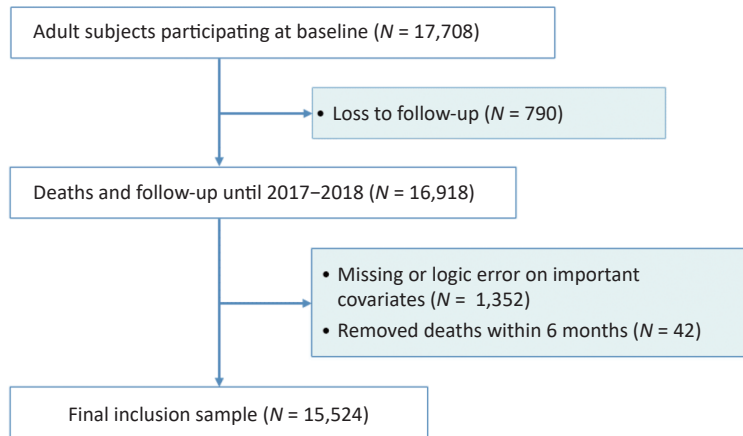 Adult subjects participating at baseline (N = 17,708)
• Loss to follow-up (N = 790)
Deaths and follow-up until 2017–2018 (N = 16,918)
• Missing or logic error on important
covariates (N = 1,352)
• Removed deaths within 6 months (N = 42)
Final inclusion sample (N = 15,524)